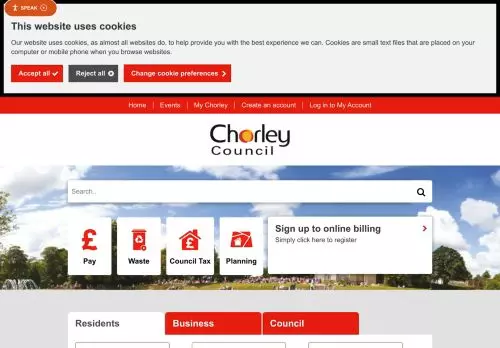 SPEAK
This website uses cookies
Our website uses cookies, as almost all websites do, to help provide you with the best experience we can. Cookies are small text files that are placed on your
computer or mobile phone when you browse websites.
Accept all
Reject all
Change cookie preferences
Home
Events
My Chorley
Create an account
Log in to My Account
Chorley
Council
Search..
Pay
Waste
Council Tax
Planning
Sign up to online billing
Simply click here to register
Residents
Business
Council